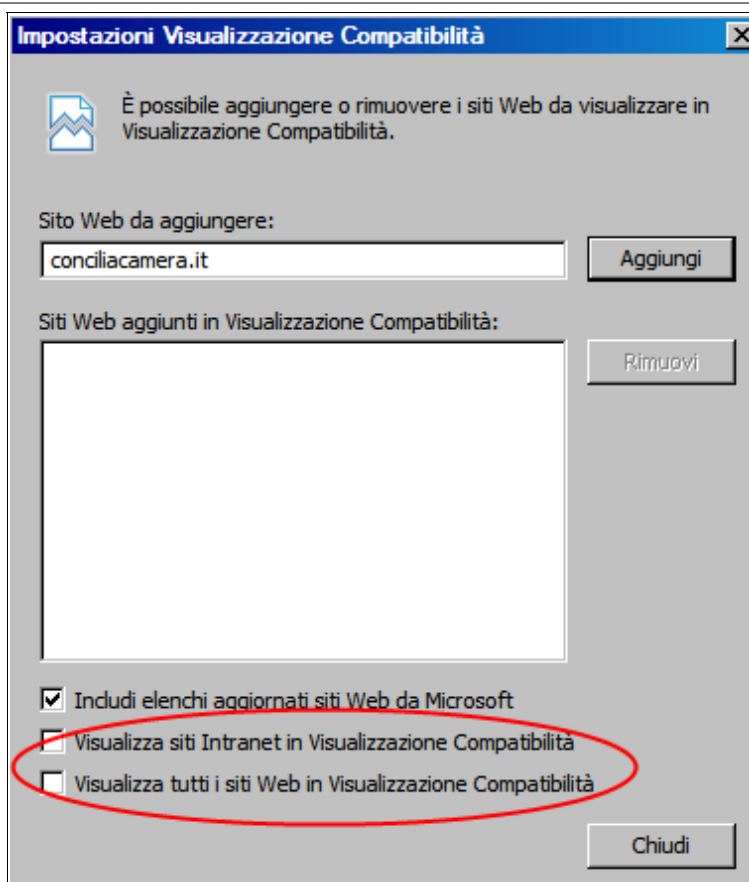 Impostazioni Visualizzazione Compatibilità
È possibile aggiungere o rimuovere i siti Web da visualizzare in
Visualizzazione Compatibilità.
Sito Web da aggiungere:
conciliacamera.it
Aggiungi
Siti Web aggiunti in Visualizzazione Compatibilità:
Rimuovi
Includi elenchi aggiornati siti Web da Microsoft
Visualizza siti Intranet in Visualizzazione Compatibilità
Visualizza tutti i siti Web in Visualizzazione Compatibilità
Chiudi